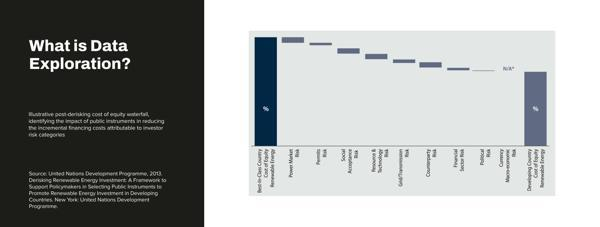 What is Data
Exploration?
Illustrative post-derisking cost of equity waterfall,
identifying the impact of public instruments in reducing
the incremental financing costs attributable to investor
risk categories
Source: United Nations Development Programme, 2013.
Derisking Renewable Energy Investment: A Framework to
Support Policymakers in Selecting Public Instruments to
Promote Renewable Energy Investment in Developing
Countries. New York: United Nations Development
Programme.
%
N/A*
%
Best-in-Class Country
Cost of Equity
Renewable Energy
Power Market
Risk
Permits
Risk
Social
Acceptance
Risk
Resource &
Technology
Risk
Grid/Transmission
Risk
Counterparty
Risk
Financial
Sector Risk
Political
Risk
Currency
Macro-economic
Risk
Developing Country
Cost of Equity
Renewable Energy